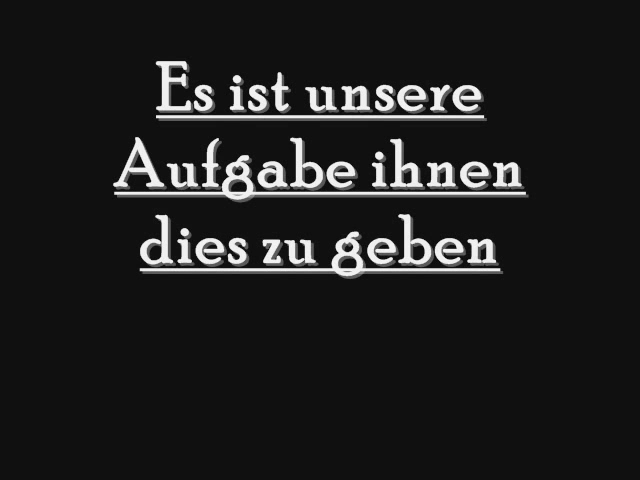 Es ist unsere
Aufgabe ihnen
dies zu geben